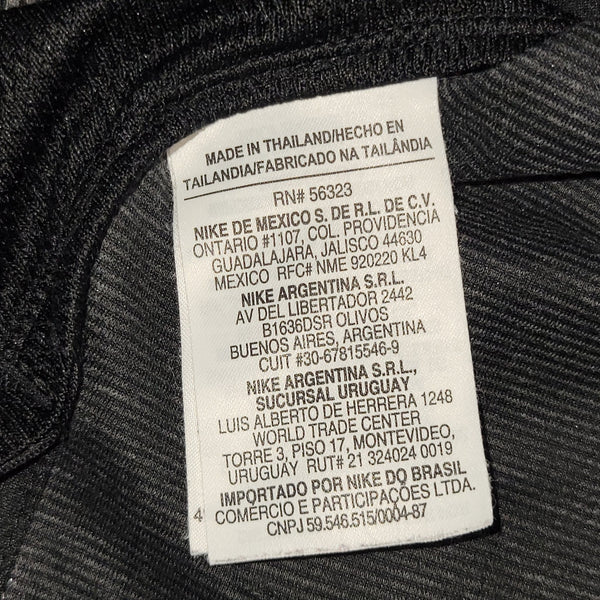 MADE IN THAILAND/HECHO EN
TAILANDIA/FABRICADO NA TAILÂNDIA
RN# 56323
NIKE DE MEXICO S. DE R.L. DE C.V.
ONTARIO #1107, COL. PROVIDENCIA
GUADALAJARA, JALISCO 44630
MEXICO RFC# NME 920220 KL4
NIKE ARGENTINA S.R.L.
AV DEL LIBERTADOR 2442
B1636DSR OLIVOS
BUENOS AIRES, ARGENTINA
CUIT #30-67815546-9
NIKE ARGENTINA S.R.L.,
SUCURSAL URUGUAY
LUIS ALBERTO DE HERRERA 1248
WORLD TRADE CENTER
TORRE 3, PISO 17, MONTEVIDEO,
URUGUAY RUT# 21 324024 0019
IMPORTADO POR NIKE DO BRASIL
COMERCIO E PARTICIPAÇÕES LTDA.
CNPJ 59.546.515/0004-87
4